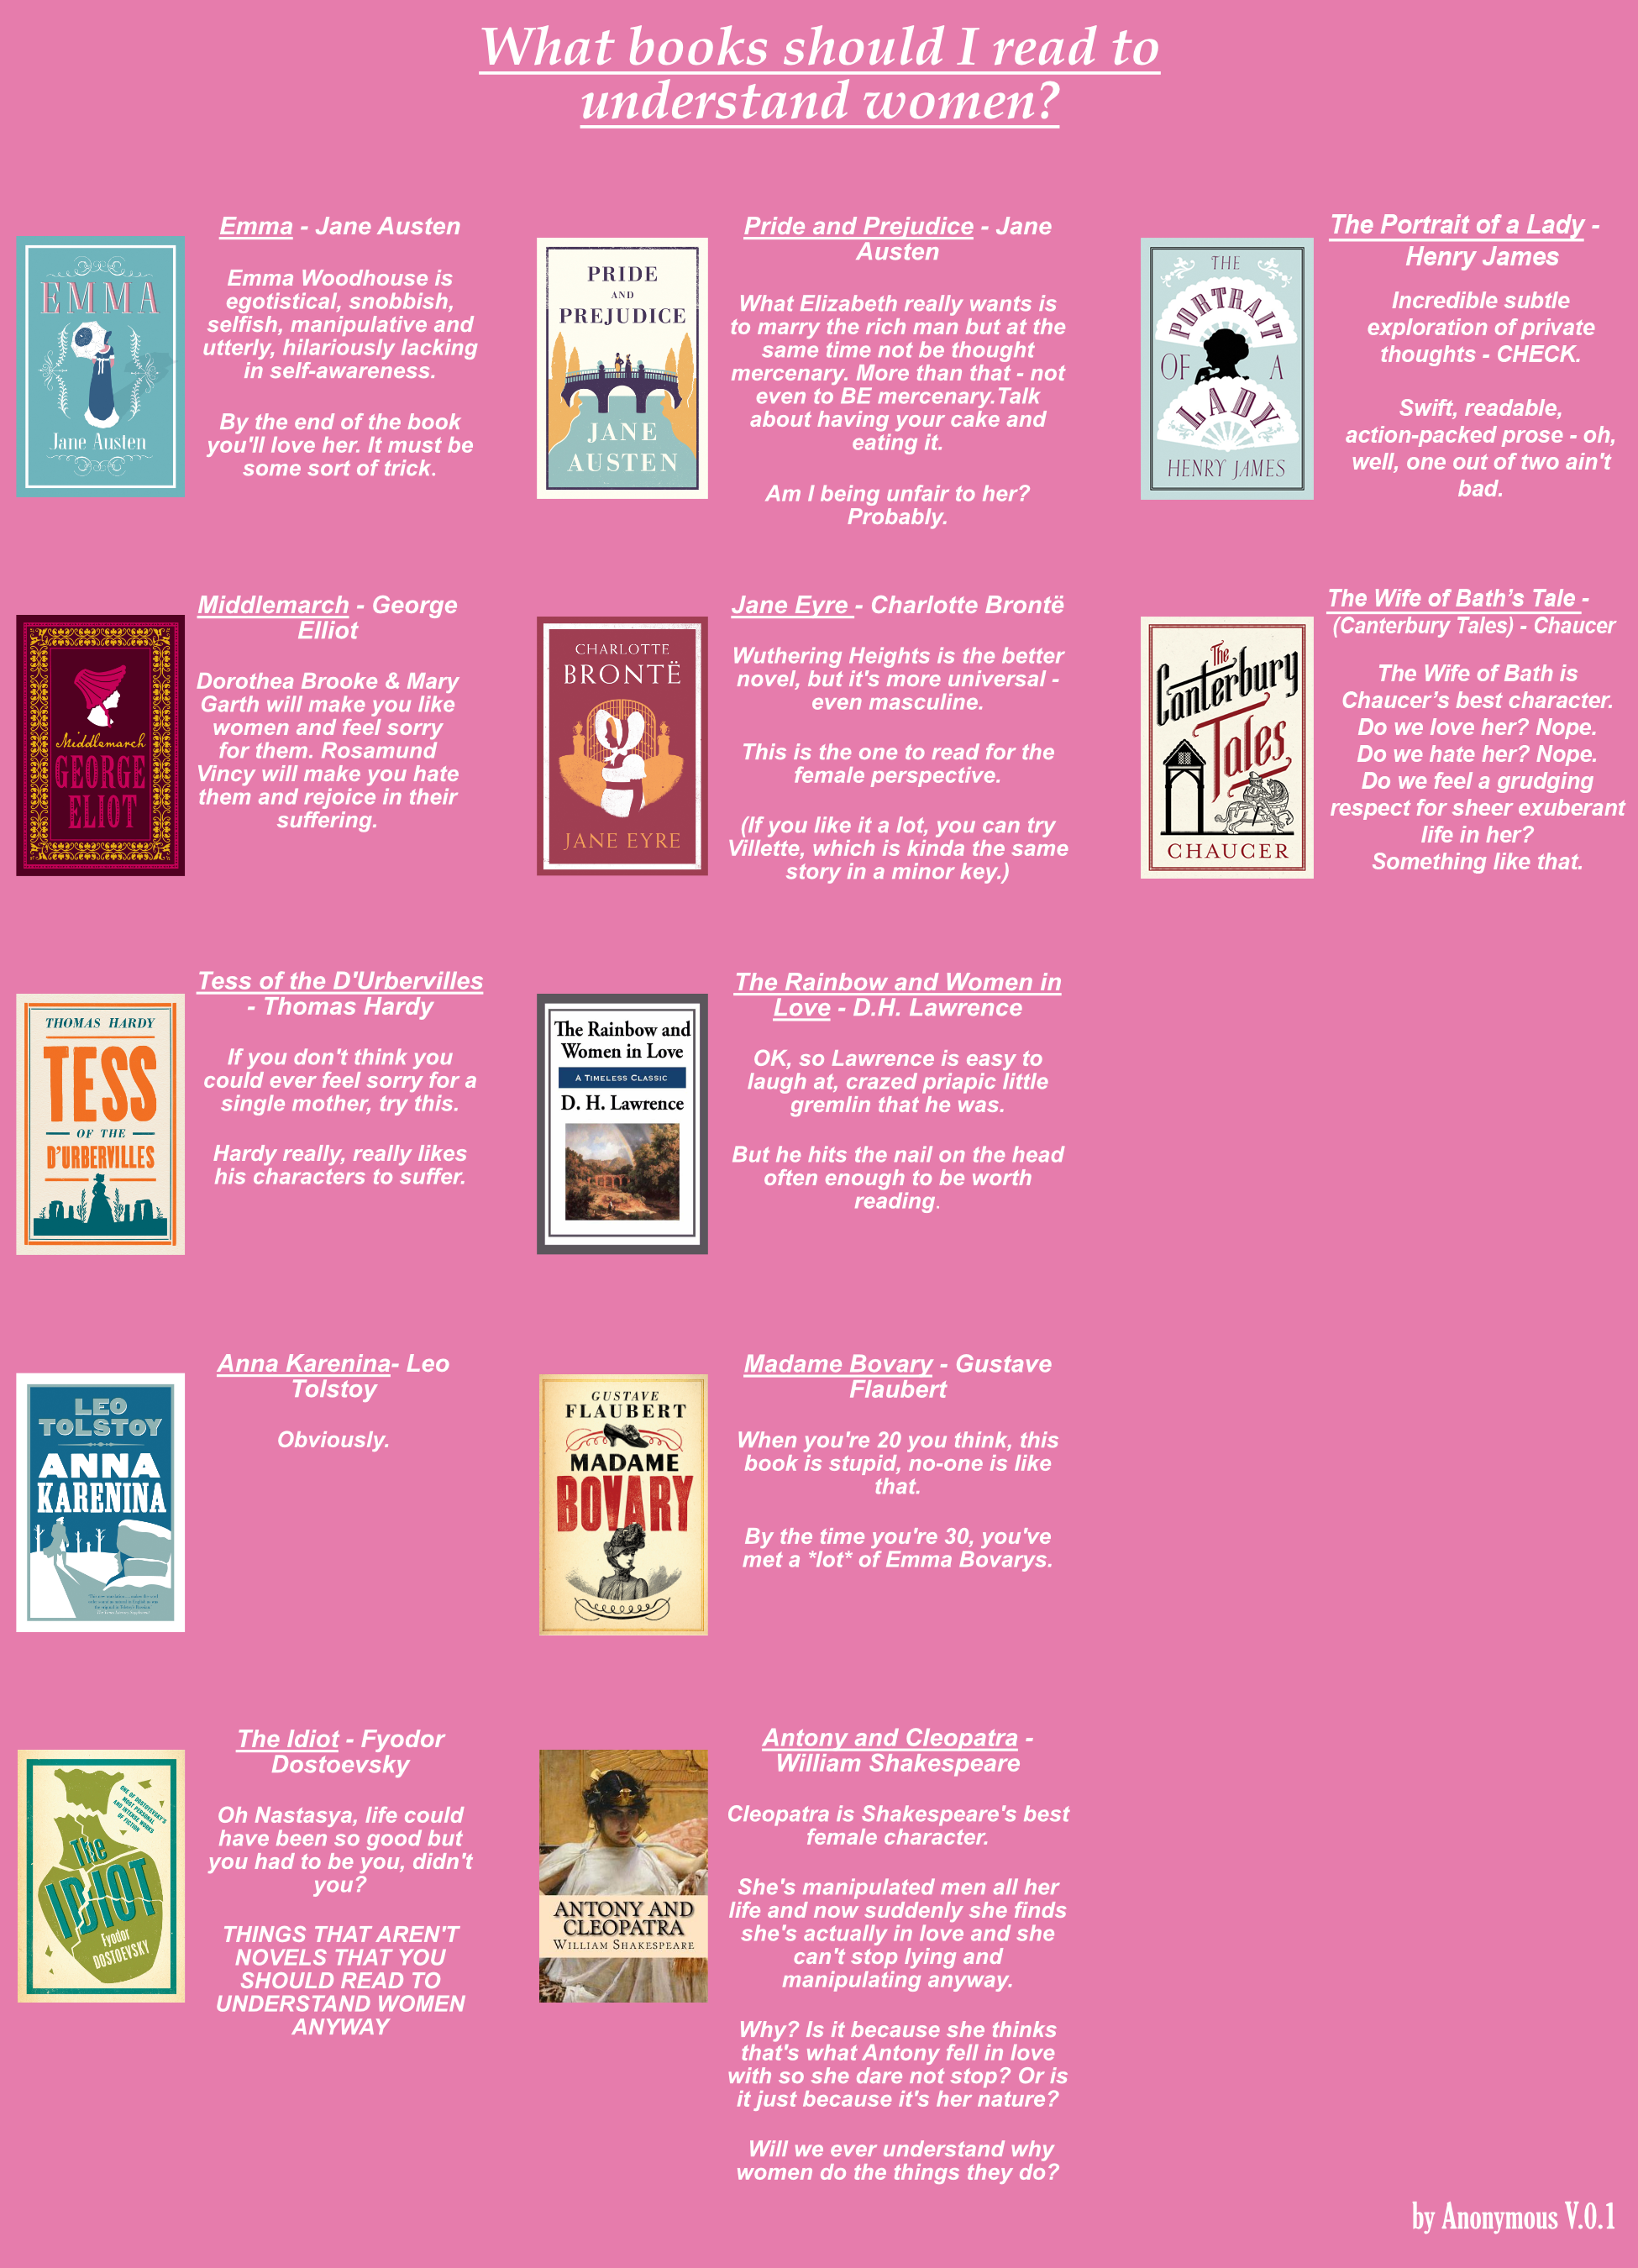 What books should I read to
understand women?
EMMA
Jane Austen
Emma - Jane Austen
Emma Woodhouse is
egotistical, snobbish,
selfish, manipulative and
utterly, hilariously lacking
in self-awareness.
By the end of the book
you'll love her. It must be
some sort of trick.
PRIDE
AND
PREJUDICE
JANE
AUSTEN
Pride and Prejudice - Jane
Austen
What Elizabeth really wants is
to marry the rich man but at the
same time not be thought
mercenary. More than that - not
even to BE mercenary.Talk
about having your cake and
eating it.
Am I being unfair to her?
Probably.
THE
PORTRAIT
OF A
LADY
HENRY JAMES
The Portrait of a Lady -
Henry James
Incredible subtle
exploration of private
thoughts - CHECK.
Swift, readable,
action-packed prose - oh,
well, one out of two ain't
bad.
Middlemarch
GEORGE
ELIOT
Middlemarch - George
Elliot
Dorothea Brooke & Mary
Garth will make you like
women and feel sorry
for them. Rosamund
Vincy will make you hate
them and rejoice in their
suffering.
CHARLOTTE
BRONTË
JANE EYRE
Jane Eyre - Charlotte Brontë
Wuthering Heights is the better
novel, but it's more universal -
even masculine.
This is the one to read for the
female perspective.
(If you like it a lot, you can try
Villette, which is kinda the same
story in a minor key.)
The
Canterbury
Tales
CHAUCER
The Wife of Bath’s Tale -
(Canterbury Tales) - Chaucer
The Wife of Bath is
Chaucer’s best character.
Do we love her? Nope.
Do we hate her? Nope.
Do we feel a grudging
respect for sheer exuberant
life in her?
Something like that.
THOMAS HARDY
TESS
OF THE
D'URBERVILLES
Tess of the D'Urbervilles
- Thomas Hardy
If you don't think you
could ever feel sorry for a
single mother, try this.
Hardy really, really likes
his characters to suffer.
The Rainbow and
Women in Love
A TIMELESS CLASSIC
D. H. Lawrence
The Rainbow and Women in
Love - D.H. Lawrence
OK, so Lawrence is easy to
laugh at, crazed priapic little
gremlin that he was.
But he hits the nail on the head
often enough to be worth
reading.
LEO
TOLSTOY
ANNA
KARENINA
Anna Karenina- Leo
Tolstoy
Obviously.
GUSTAVE
FLAUBERT
MADAME
BOVARY
Madame Bovary - Gustave
Flaubert
When you're 20 you think, this
book is stupid, no-one is like
that.
By the time you're 30, you've
met a *lot* of Emma Bovarys.
ONE OF DOSTOEVSKY'S
MOST PERSONAL
AND INTENSE WORKS
OF FICTION
The
IDIOT
Fyodor
DOSTOEVSKY
The Idiot - Fyodor
Dostoevsky
Oh Nastasya, life could
have been so good but
you had to be you, didn't
you?
THINGS THAT AREN'T
NOVELS THAT YOU
SHOULD READ TO
UNDERSTAND WOMEN
ANYWAY
ANTONY AND
CLEOPATRA
WILLIAM SHAKESPEARE
Antony and Cleopatra -
William Shakespeare
Cleopatra is Shakespeare's best
female character.
She's manipulated men all her
life and now suddenly she finds
she's actually in love and she
can't stop lying and
manipulating anyway.
Why? Is it because she thinks
that's what Antony fell in love
with so she dare not stop? Or is
it just because it's her nature?
Will we ever understand why
women do the things they do?
by Anonymous V.0.1